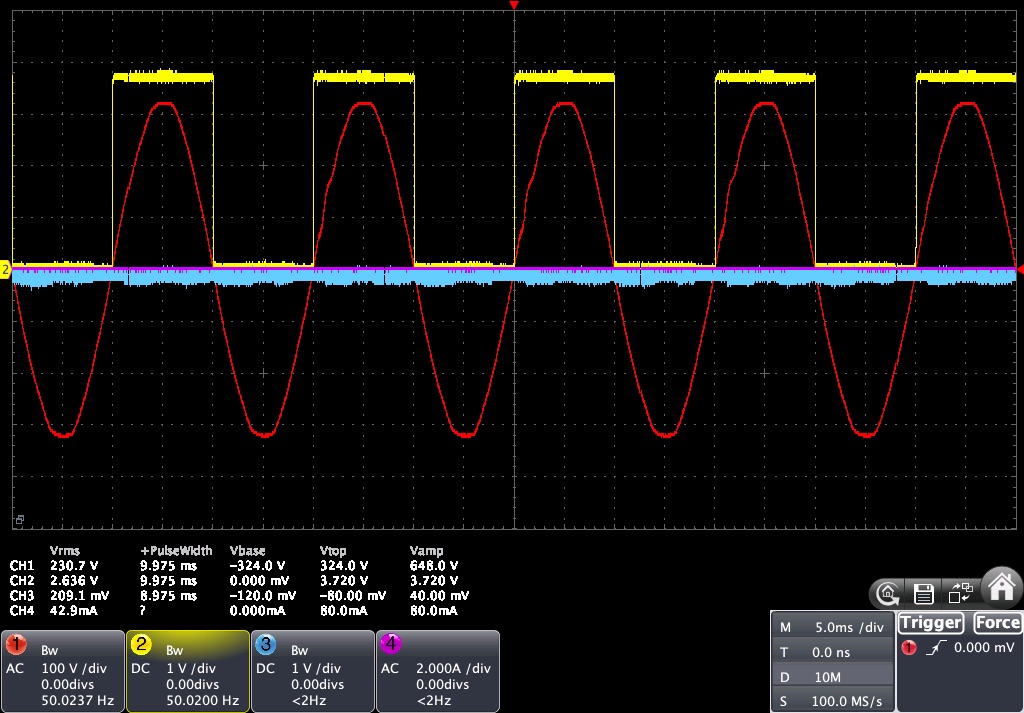 2
Vrms +PulseWidth Vbase Vtop Vamp
CH1 230.7 V 9.975 ms -324.0 V 324.0 V 648.0 V
CH2 2.636 V 9.975 ms 0.000 mV 3.720 V 3.720 V
CH3 209.1 mV 8.975 ms -120.0 mV -80.00 mV 40.00 mV
CH4 42.9mA ? 0.000mA 80.0mA 80.0mA
1 Bw
AC 100 V /div
0.00divs
50.0237 Hz
2 Bw
DC 1 V /div
0.00divs
50.0200 Hz
3 Bw
DC 1 V /div
0.00divs
<2Hz
4
AC 2.000A /div
0.00divs
<2Hz
M 5.0ms /div
T 0.0 ns
D 10M
S 100.0 MS/s
Trigger Force
1 0.000 mV